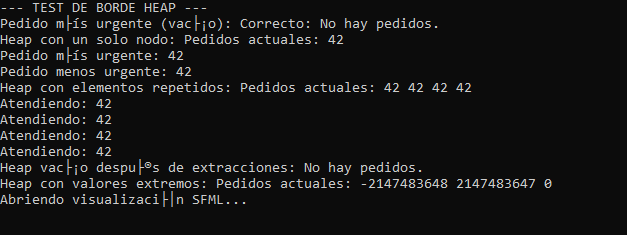 --- TEST DE BORDE HEAP ---
Pedido m├ís urgente (vac├¡o): Correcto: No hay pedidos.
Heap con un solo nodo: Pedidos actuales: 42
Pedido m├ís urgente: 42
Pedido menos urgente: 42
Heap con elementos repetidos: Pedidos actuales: 42 42 42 42
Atendiendo: 42
Atendiendo: 42
Atendiendo: 42
Atendiendo: 42
Heap vac├¡o despu├®s de extracciones: No hay pedidos.
Heap con valores extremos: Pedidos actuales: -2147483648 2147483647 0
Abriendo visualizaci├│n SFML...